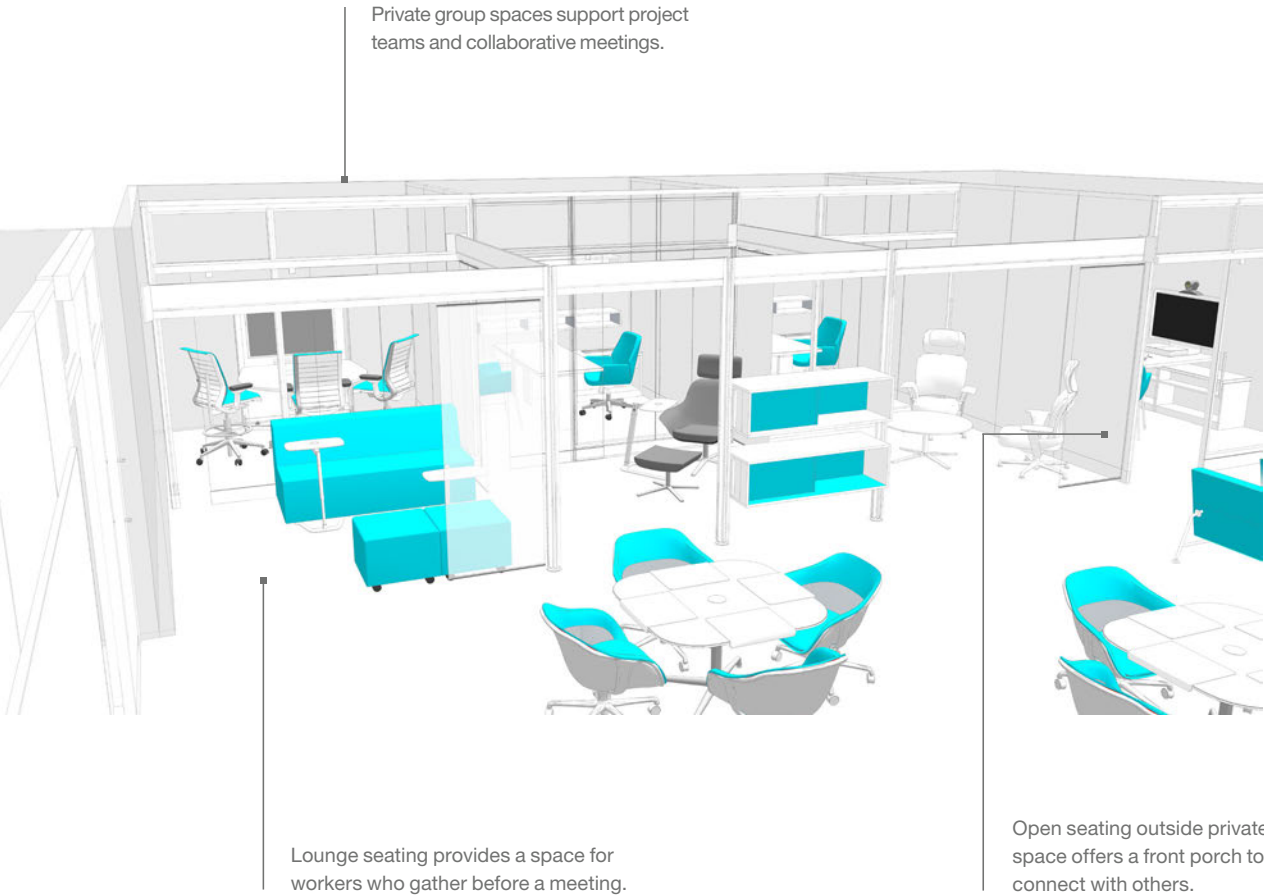 Private group spaces support project
teams and collaborative meetings.
Lounge seating provides a space for
workers who gather before a meeting.
Open seating outside private
space offers a front porch to
connect with others.